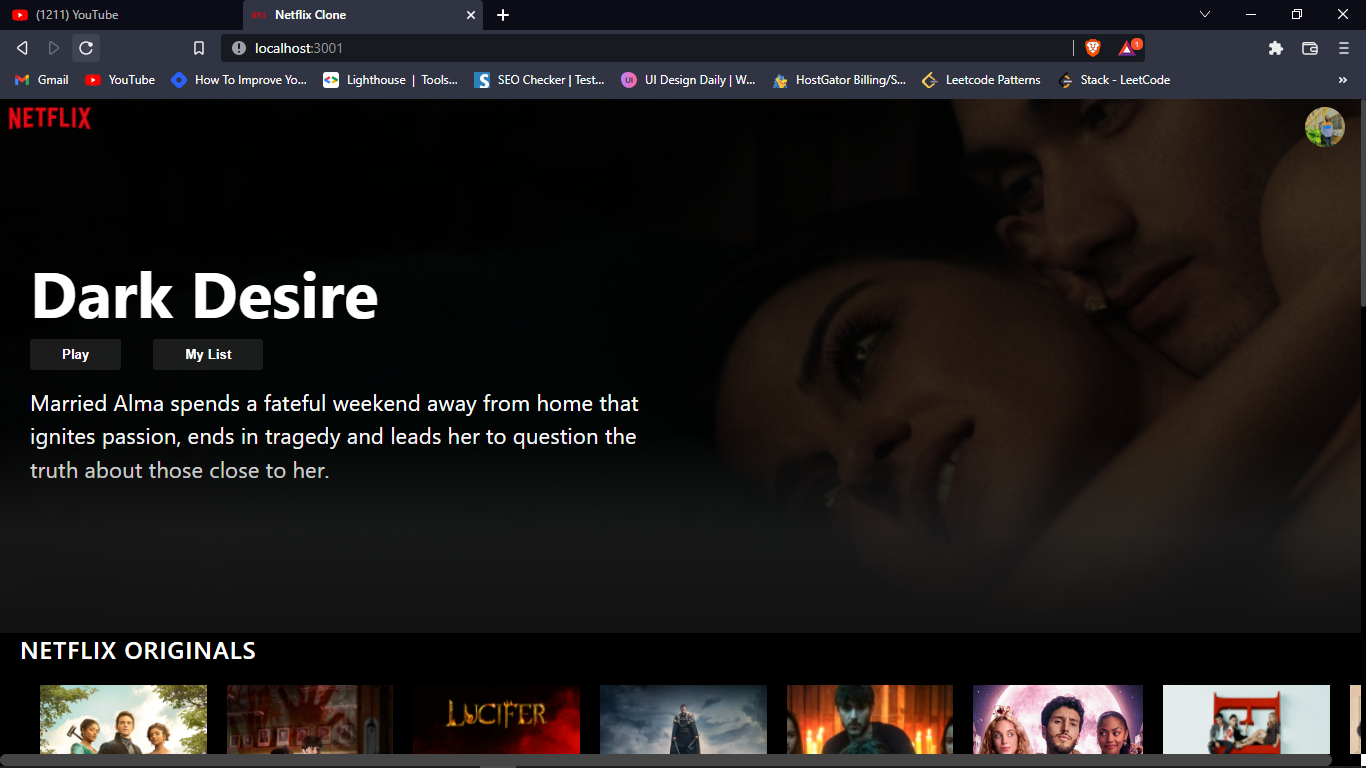 (1211) YouTube
Netflix Clone
localhost:3001
1
Gmail
YouTube
How To Improve Yo...
Lighthouse | Tools...
SEO Checker | Test...
UI
UI Design Daily | W...
HostGator Billing/S...
Leetcode Patterns
Stack - LeetCode
»
NETFLIX
Dark Desire
Play
My List
Married Alma spends a fateful weekend away from home that
ignites passion, ends in tragedy and leads her to question the
truth about those close to her.
NETFLIX ORIGINALS
LUCIFER